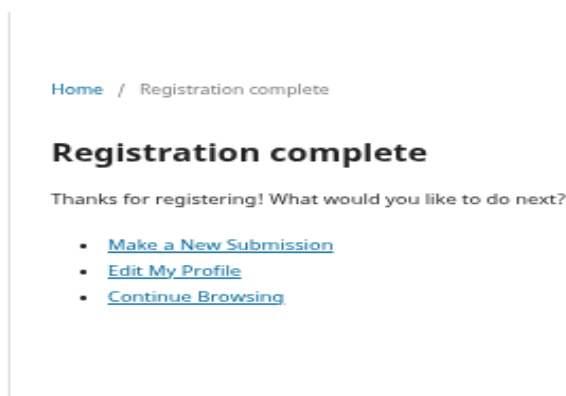 Home / Registration complete
Registration complete
Thanks for registering! What would you like to do next?
• Make a New Submission
• Edit My Profile
• Continue Browsing